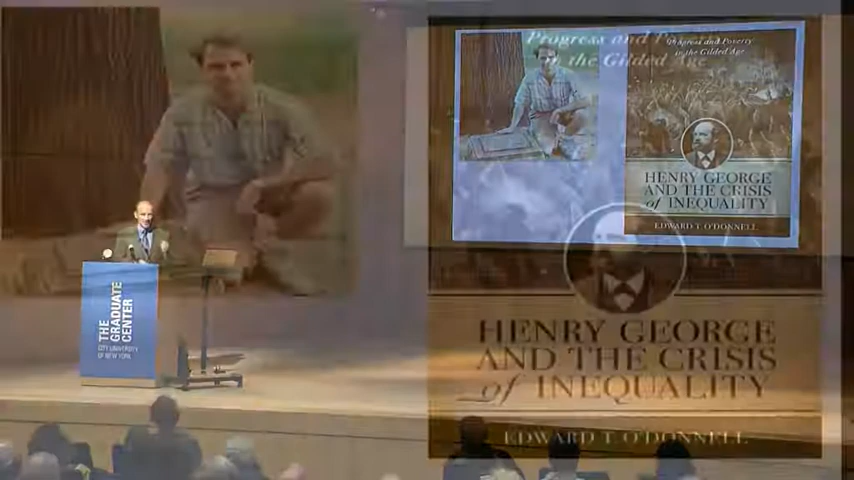 Progress and Poverty
in the Gilded Age
Progress and Poverty
in the Gilded Age
HENRY GEORGE
AND THE CRISIS
of INEQUALITY
EDWARD T. O'DONNELL
THE
GRADUATE
CENTER
CITY UNIVERSITY
OF NEW YORK
HENRY GEORGE
AND THE CRISIS
of INEQUALITY
EDWARD T. O'DONNELL